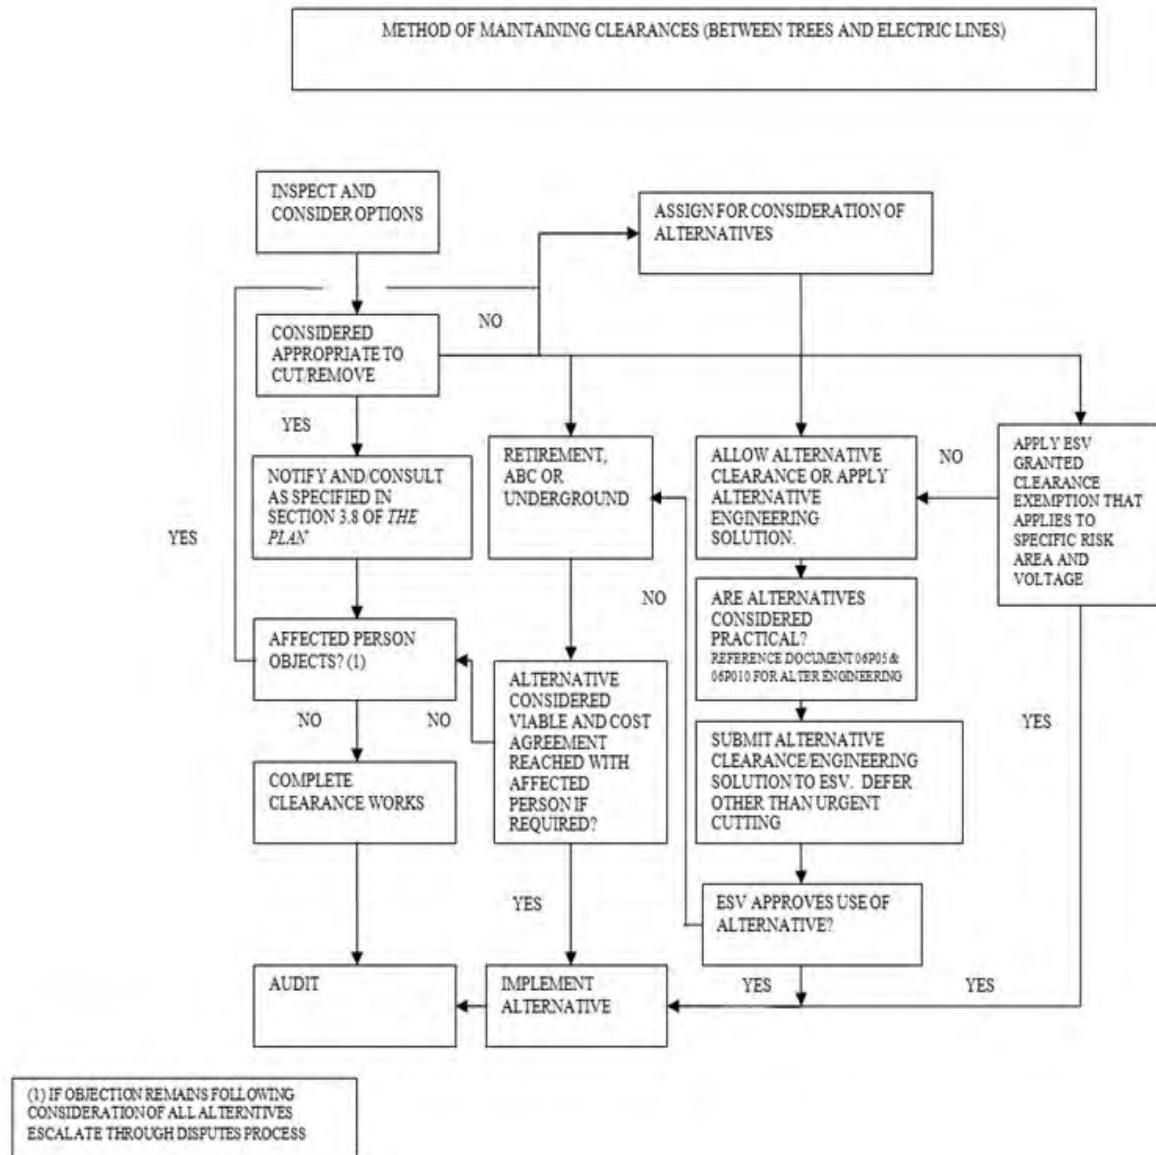 METHOD OF MAINTAINING CLEARANCES (BETWEEN TREES AND ELECTRIC LINES)
INSPECT AND
CONSIDER OPTIONS
ASSIGN FOR CONSIDERATION OF
ALTERNATIVES
NO
CONSIDERED
APPROPRIATE TO
CUT/REMOVE
YES
NOTIFY AND/CONSULT
AS SPECIFIED IN
SECTION 3.8 OF THE
PLAN
RETIREMENT,
ABC OR
UNDERGROUND
ALLOW ALTERNATIVE
CLEARANCE OR APPLY
ALTERNATIVE
ENGINEERING
SOLUTION.
NO
APPLY ESV
GRANTED
CLEARANCE
EXEMPTION THAT
APPLIES TO
SPECIFIC RISK
AREA AND
VOLTAGE
YES
NO
ARE ALTERNATIVES
CONSIDERED
PRACTICAL?
REFERENCE DOCUMENT 06P05 &
06P010 FOR ALTER ENGINEERING
AFFECTED PERSON
OBJECTS? (1)
NO
NO
ALTERNATIVE
CONSIDERED
VIABLE AND COST
AGREEMENT
REACHED WITH
AFFECTED
PERSON IF
REQUIRED?
YES
SUBMIT ALTERNATIVE
CLEARANCE/ENGINEERING
SOLUTION TO ESV. DEFER
OTHER THAN URGENT
CUTTING
COMPLETE
CLEARANCE WORKS
YES
ESV APPROVES USE OF
ALTERNATIVE?
AUDIT
IMPLEMENT
ALTERNATIVE
YES
YES
(1) IF OBJECTION REMAINS FOLLOWING
CONSIDERATION OF ALL ALTERNTIVES
ESCALATE THROUGH DISPUTES PROCESS